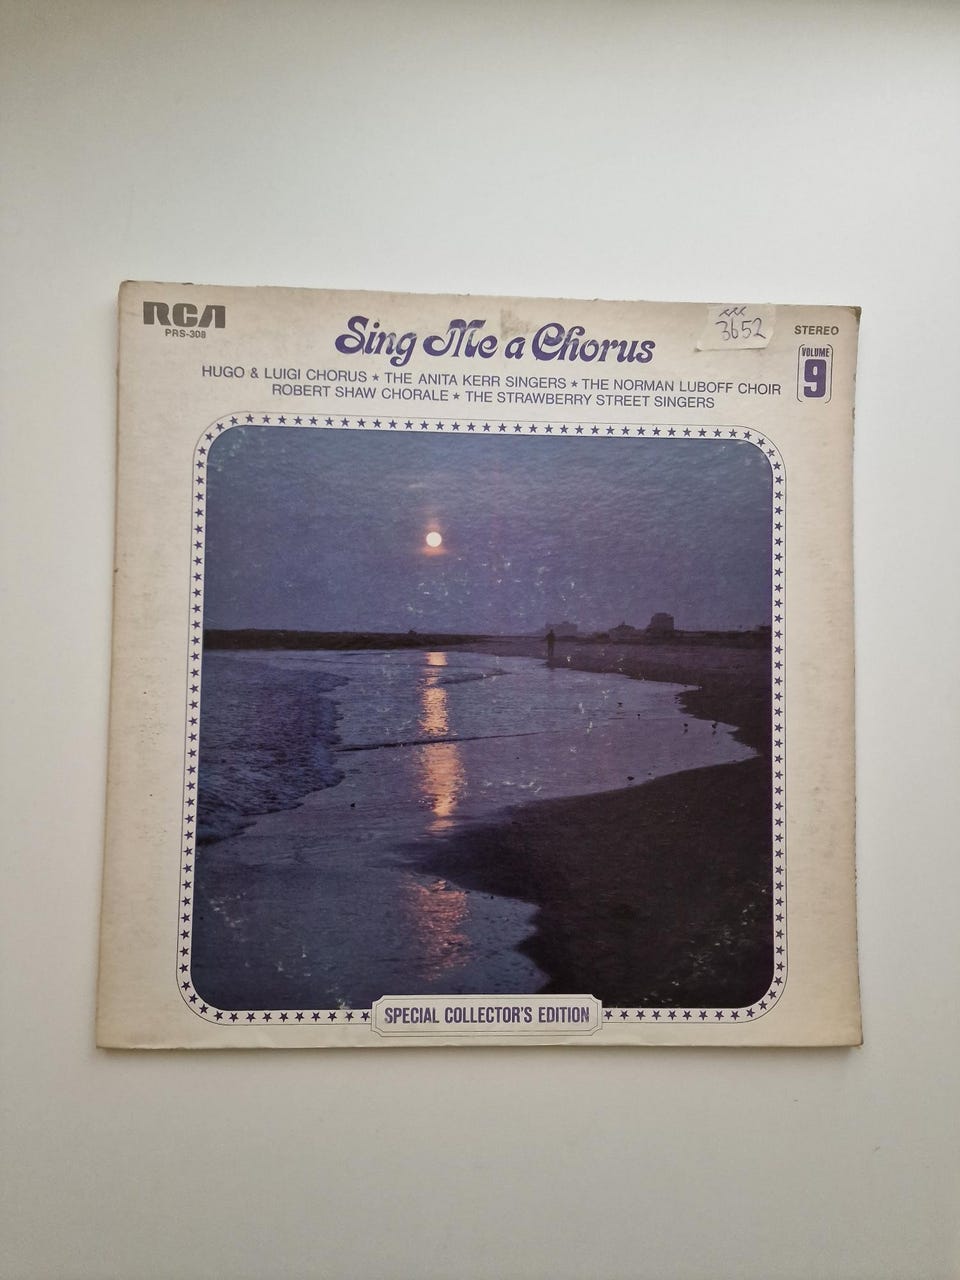 RCA
PRS-308
Sing Me a Chorus
3652
STEREO
VOLUME
9
HUGO & LUIGI CHORUS ★ THE ANITA KERR SINGERS ★ THE NORMAN LUBOFF CHOIR
ROBERT SHAW CHORALE ★ THE STRAWBERRY STREET SINGERS
SPECIAL COLLECTOR'S EDITION